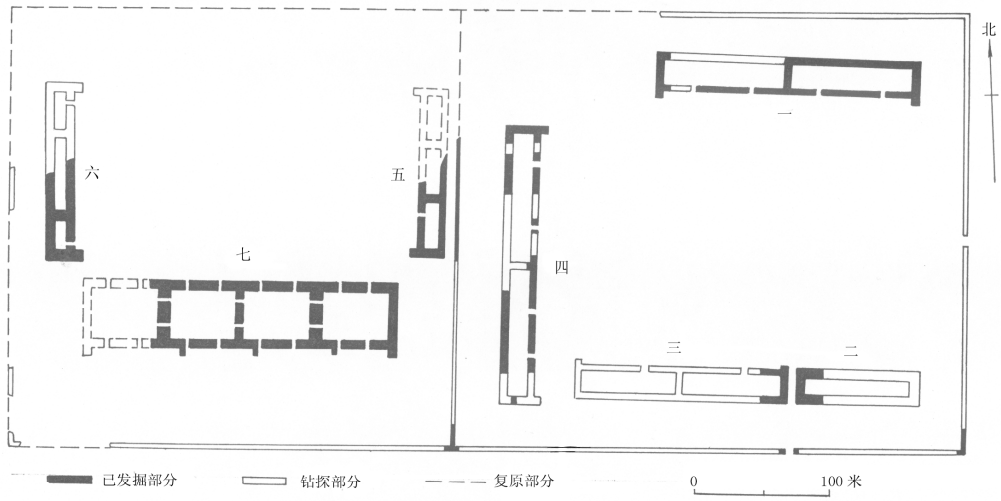 北
一
六
五
七
四
三
二
已发掘部分
钻探部分
复原部分
0
100 米